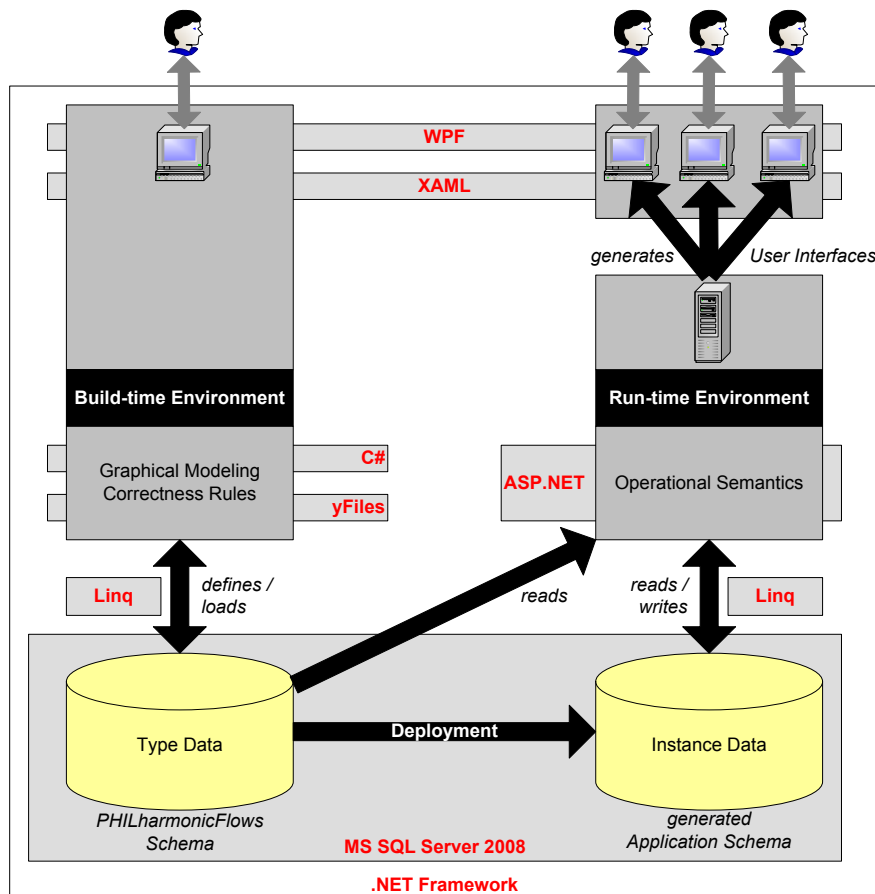 WPF
XAML
generates
User Interfaces
Build-time Environment
Run-time Environment
Graphical Modeling
Correctness Rules
C#
yFiles
ASP.NET
Operational Semantics
Linq
defines /
loads
reads
reads /
writes
Linq
Type Data
Deployment
Instance Data
PHILharmonicFlows
Schema
generated
Application Schema
MS SQL Server 2008
.NET Framework